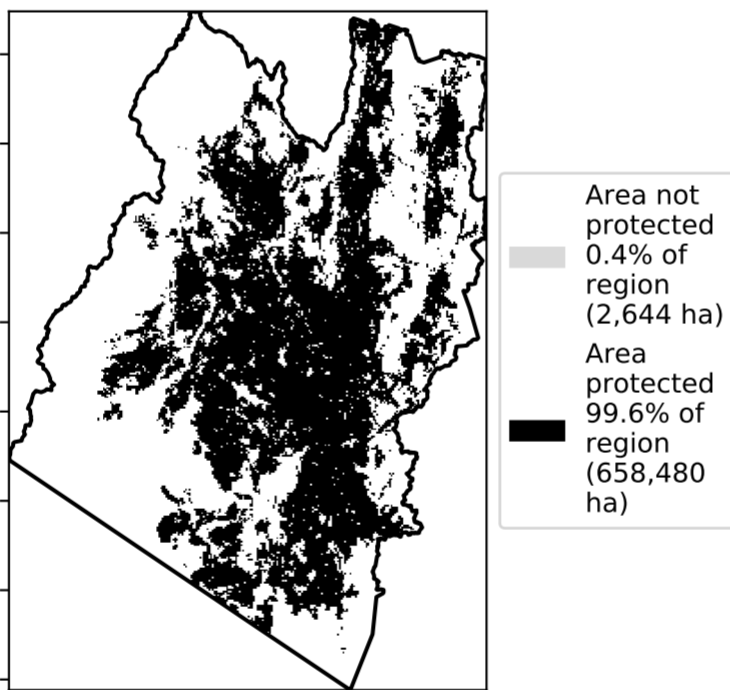 Area not
protected
0.4% of
region
(2,644 ha)
Area
protected
99.6% of
region
(658,480
ha)